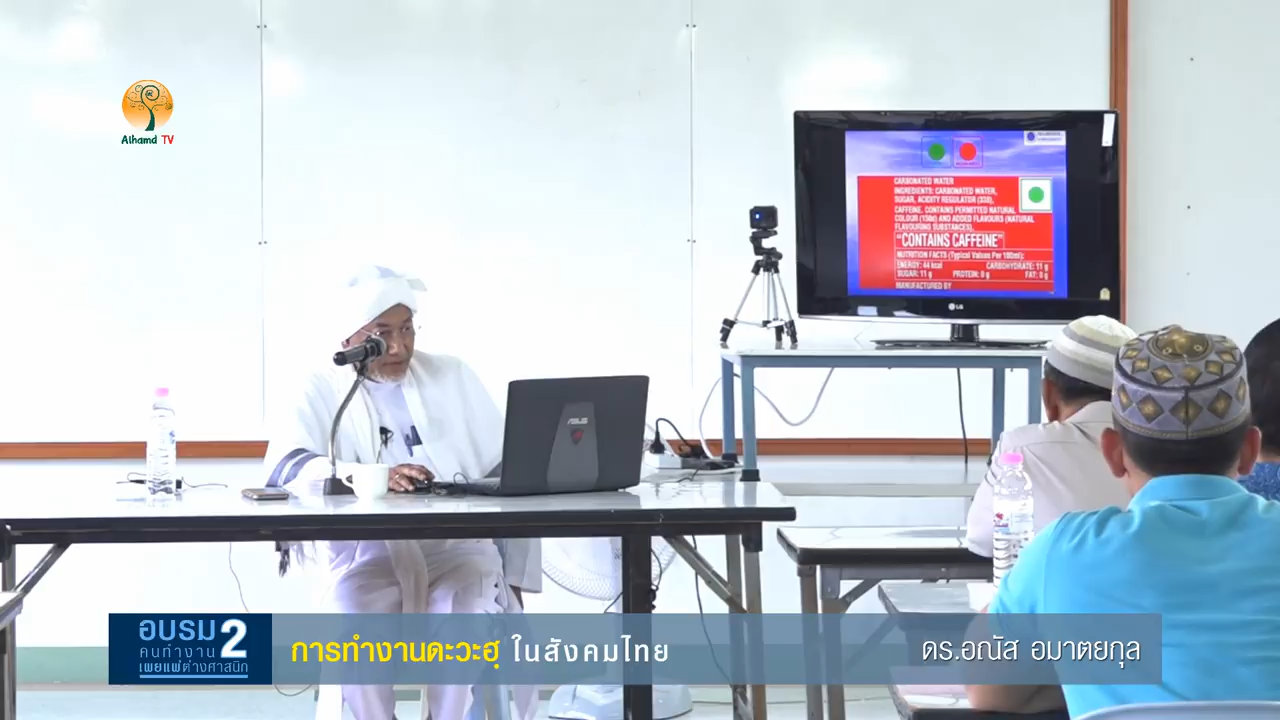 Alhamd TV
CARBONATED WATER
INGREDIENTS: CARBONATED WATER,
SUGAR, ACIDITY REGULATOR (338),
CAFFEINE. CONTAINS PERMITTED NATURAL
COLOUR (150d) AND ADDED FLAVOURS (NATURAL
FLAVOURING SUBSTANCES).
"CONTAINS CAFFEINE"
NUTRITION FACTS (Typical Values Per 100ml):
ENERGY: 44 kcal CARBOHYDRATE: 11 g
SUGAR: 11 g PROTEIN: 0 g FAT: 0 g
MANUFACTURED BY
LG
ASUS
อบรม 2
คนทำงาน
เผยแผ่ต่างศาสนิก
การทำงานดะวะฮฺ ในสังคมไทย
ดร.อณัส อมาตยกุล